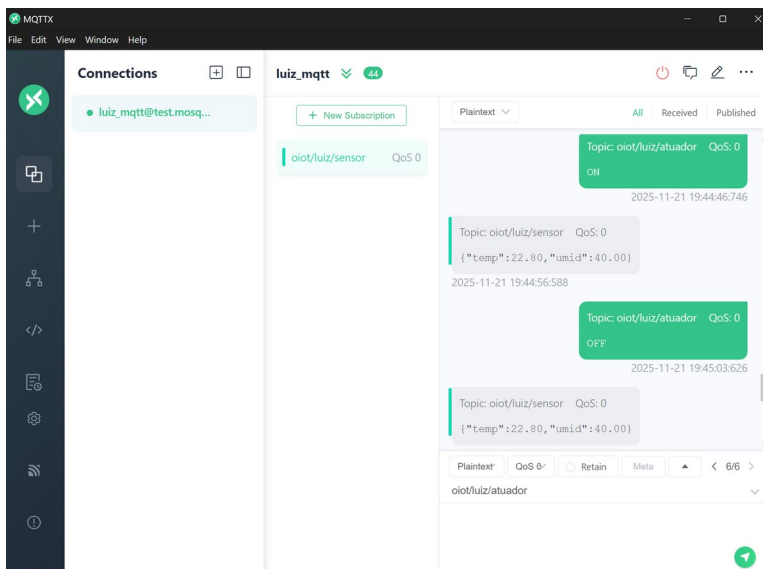 MQTTX
File Edit View Window Help
Connections
luiz_mqtt@test.mosq...
luiz_mqtt 44
+ New Subscription
oiot/luiz/sensor QoS 0
Plaintext All Received Published
Topic: oiot/luiz/atuador QoS: 0
ON
2025-11-21 19:44:46:746
Topic: oiot/luiz/sensor QoS: 0
{"temp":22.80,"umid":40.00}
2025-11-21 19:44:56:588
Topic: oiot/luiz/atuador QoS: 0
OFF
2025-11-21 19:45:03:626
Topic: oiot/luiz/sensor QoS: 0
{"temp":22.80,"umid":40.00}
Plaintext QoS 0 Retain Meta 6/6
oiot/luiz/atuador